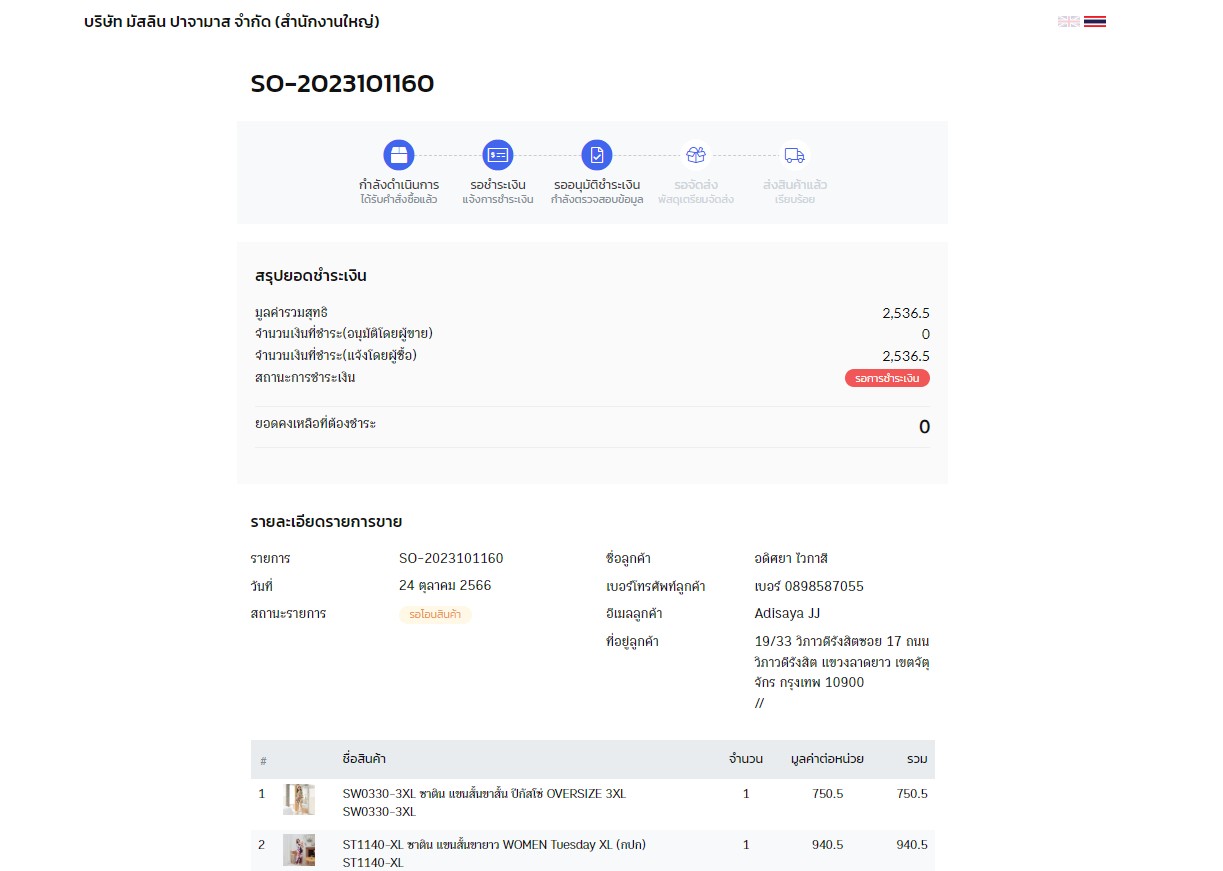 บริษัท มัสลิน ปาจามาส จำกัด (สำนักงานใหญ่)
SO-2023101160
กำลังดำเนินการ
ได้รับคำสั่งซื้อแล้ว
รอชำระเงิน
แจ้งการชำระเงิน
รออนุมัติชำระเงิน
กำลังตรวจสอบข้อมูล
รอจัดส่ง
พัสดุเตรียมจัดส่ง
ส่งสินค้าแล้ว
เรียบร้อย
สรุปยอดชำระเงิน
มูลค่ารวมสุทธิ 2,536.5
จำนวนเงินที่ชำระ(อนุมัติโดยผู้ขาย) 0
จำนวนเงินที่ชำระ(แจ้งโดยผู้ซื้อ) 2,536.5
สถานะการชำระเงิน รอการชำระเงิน
ยอดคงเหลือที่ต้องชำระ 0
รายละเอียดรายการขาย
รายการ SO-2023101160
วันที่ 24 ตุลาคม 2566
สถานะรายการ รอโอนสินค้า
ชื่อลูกค้า อดิศยา ไวกาสี
เบอร์โทรศัพท์ลูกค้า เบอร์ 0898587055
อีเมลลูกค้า Adisaya JJ
ที่อยู่ลูกค้า 19/33 วิภาวดีรังสิตซอย 17 ถนน
วิภาวดีรังสิต แขวงลาดยาว เขตจัตุ
จักร กรุงเทพ 10900
//
# ชื่อสินค้า จำนวน มูลค่าต่อหน่วย รวม
1 SW0330-3XL ซาติน แขนสั้นขาสั้น ปิกัสโซ่ OVERSIZE 3XL 1 750.5 750.5
SW0330-3XL
2 ST1140-XL ซาติน แขนสั้นขายาว WOMEN Tuesday XL (กปก) 1 940.5 940.5
ST1140-XL